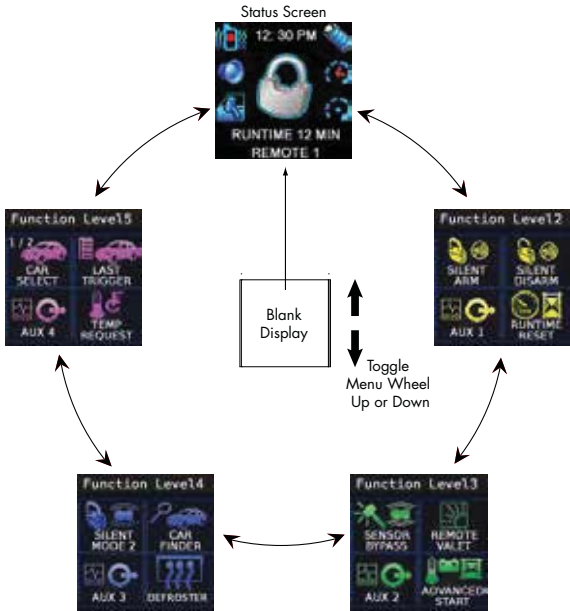 Status Screen
12: 30 PM
RUNTIME 12 MIN
REMOTE 1
Function Level5
1 / 2
CAR
SELECT
LAST
TRIGGER
AUX 4
TEMP
REQUEST
Function Level2
SILENT
ARM
SILENT
DISARM
AUX 1
RUNTIME
RESET
Blank
Display
Toggle
Menu Wheel
Up or Down
Function Level4
SILENT
MODE 2
CAR
FINDER
AUX 3
DEFROSTER
Function Level3
SENSOR
BYPASS
REMOTE
VALET
AUX 2
ADVANCED
START